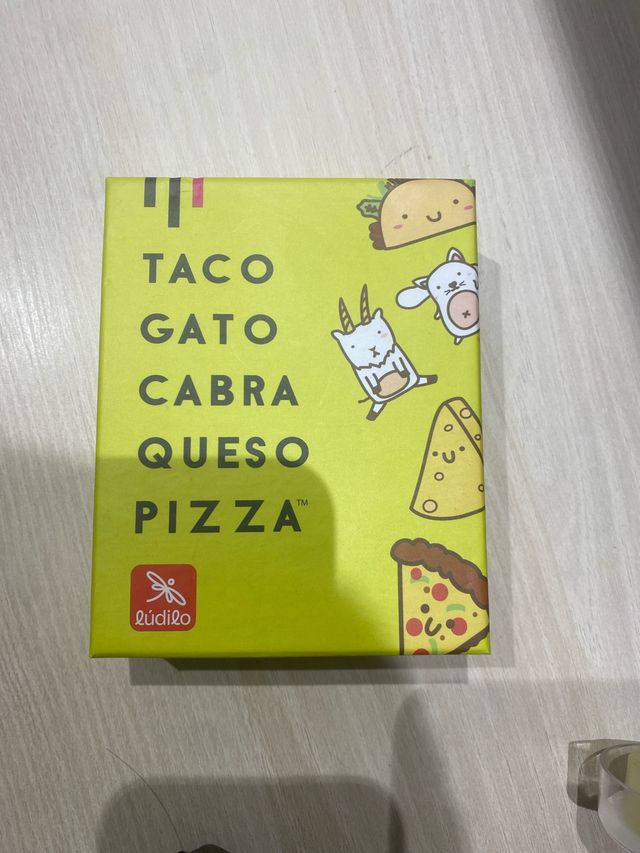 TACO
GATO
CABRA
QUESO
PIZZA™
lúdilo